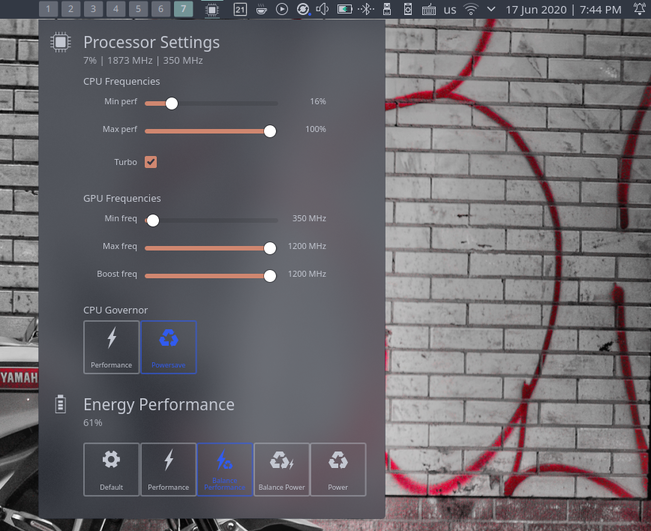 1 2 3 4 5 6 7 21 us 17 Jun 2020 | 7:44 PM
Processor Settings
7% | 1873 MHz | 350 MHz
CPU Frequencies
Min perf 16%
Max perf 100%
Turbo
GPU Frequencies
Min freq 350 MHz
Max freq 1200 MHz
Boost freq 1200 MHz
CPU Governor
Performance Powersave
YAMAH
Energy Performance
61%
Default Performance Balance Performance Balance Power Power